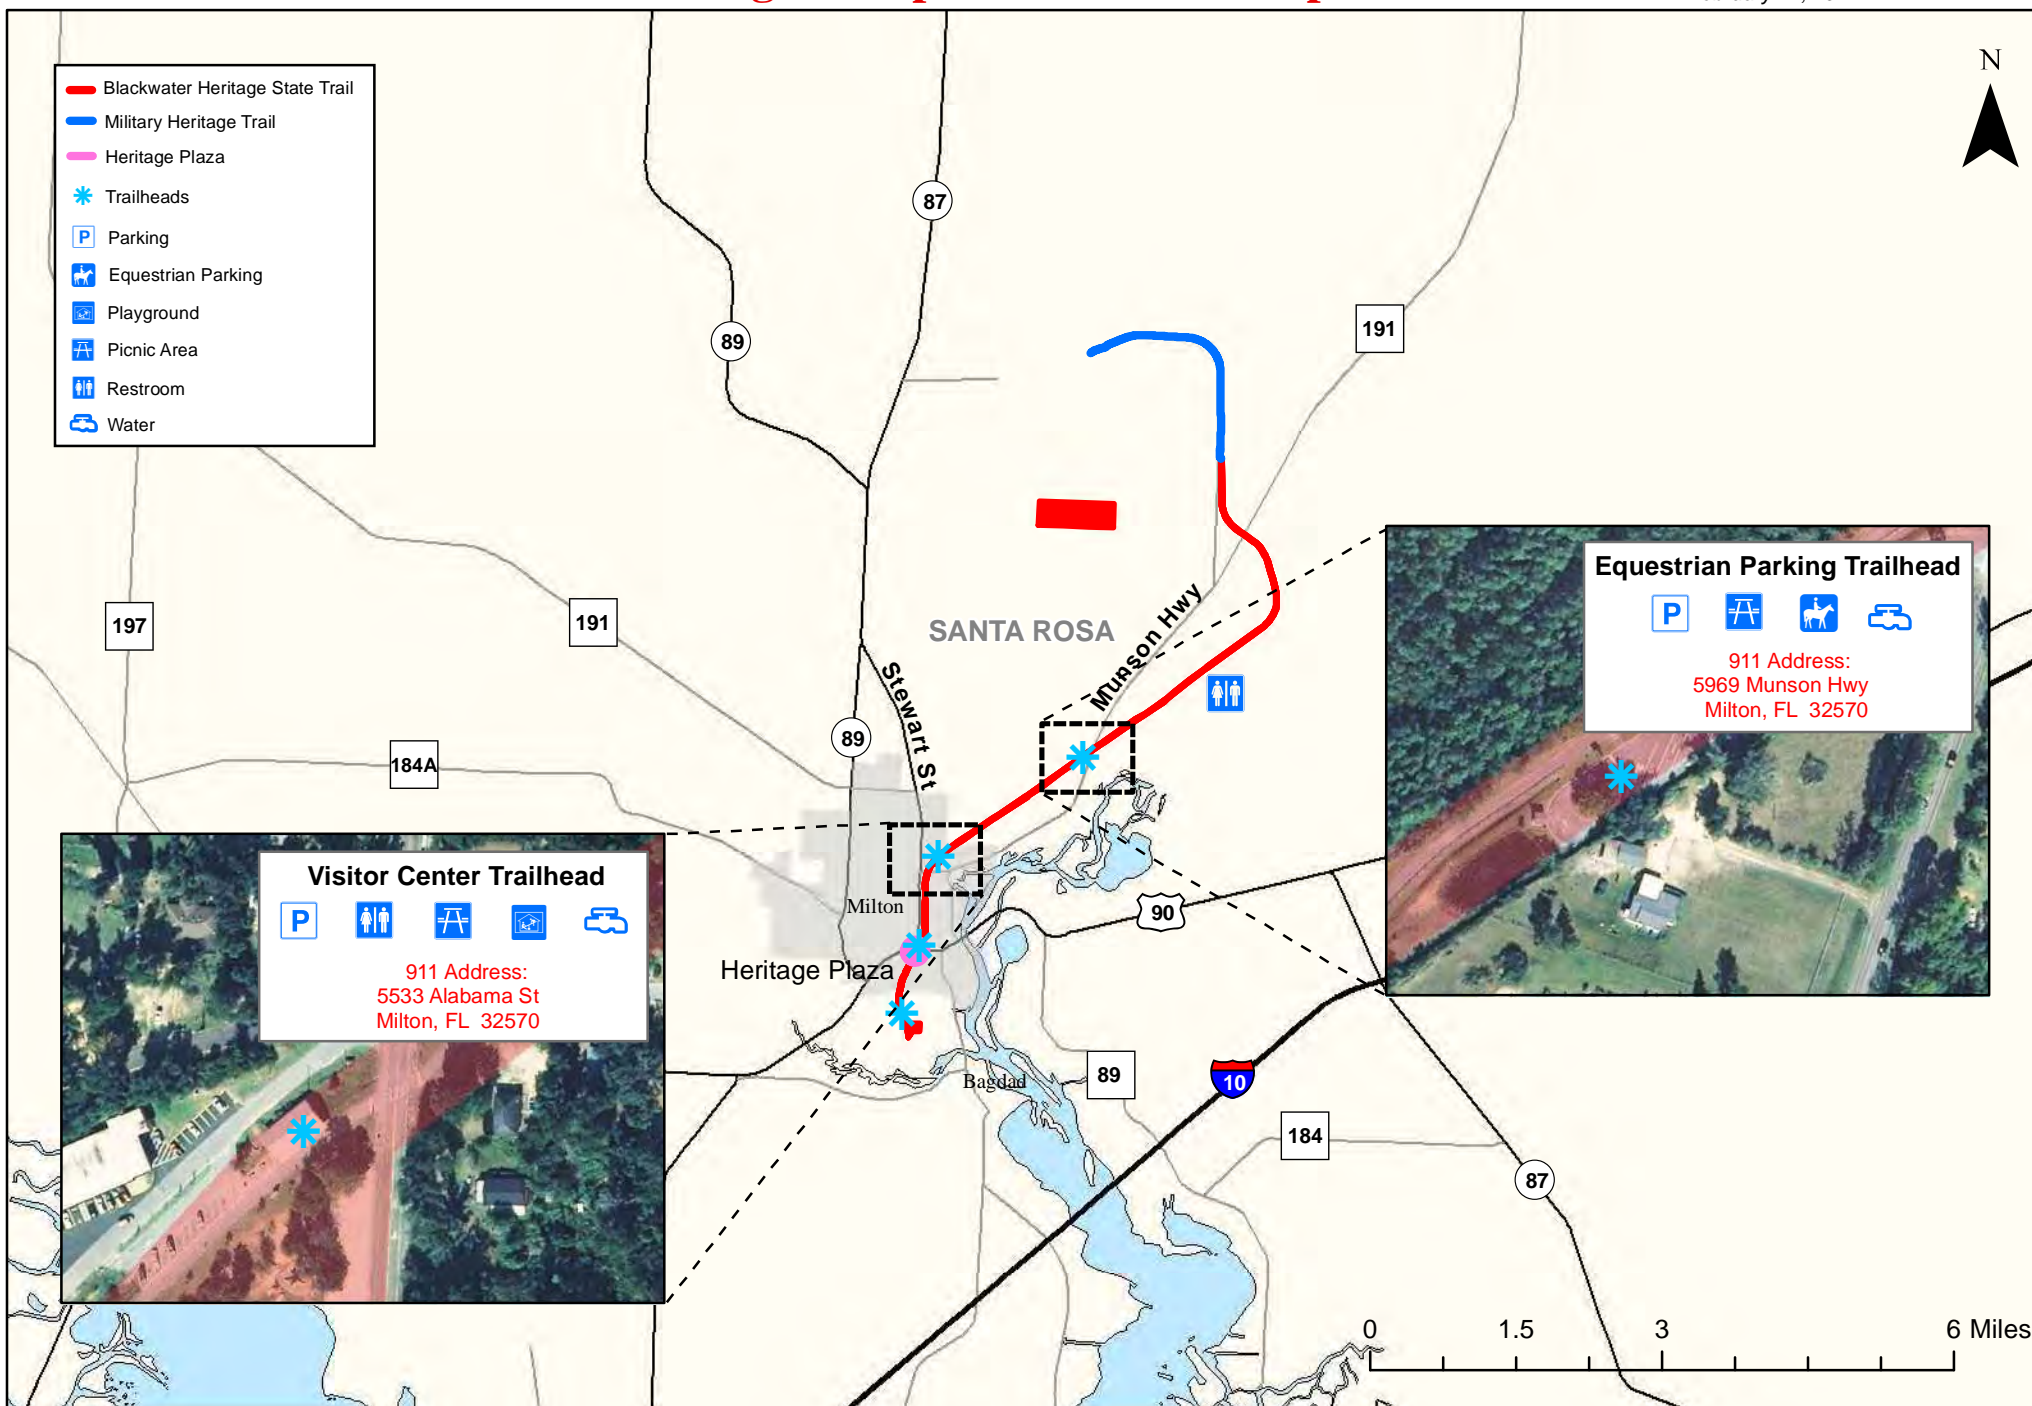 N
Blackwater Heritage State Trail
Military Heritage Trail
Heritage Plaza
Trailheads
P Parking
Equestrian Parking
Playground
Picnic Area
Restroom
Water
87
89
191
197
191
SANTA ROSA
Munson Hwy
Stewart St
89
184A
Equestrian Parking Trailhead
P
911 Address:
5969 Munson Hwy
Milton, FL 32570
Visitor Center Trailhead
P
911 Address:
5533 Alabama St
Milton, FL 32570
Milton
90
Heritage Plaza
Bagdad
89
10
184
87
0 1.5 3 6 Miles